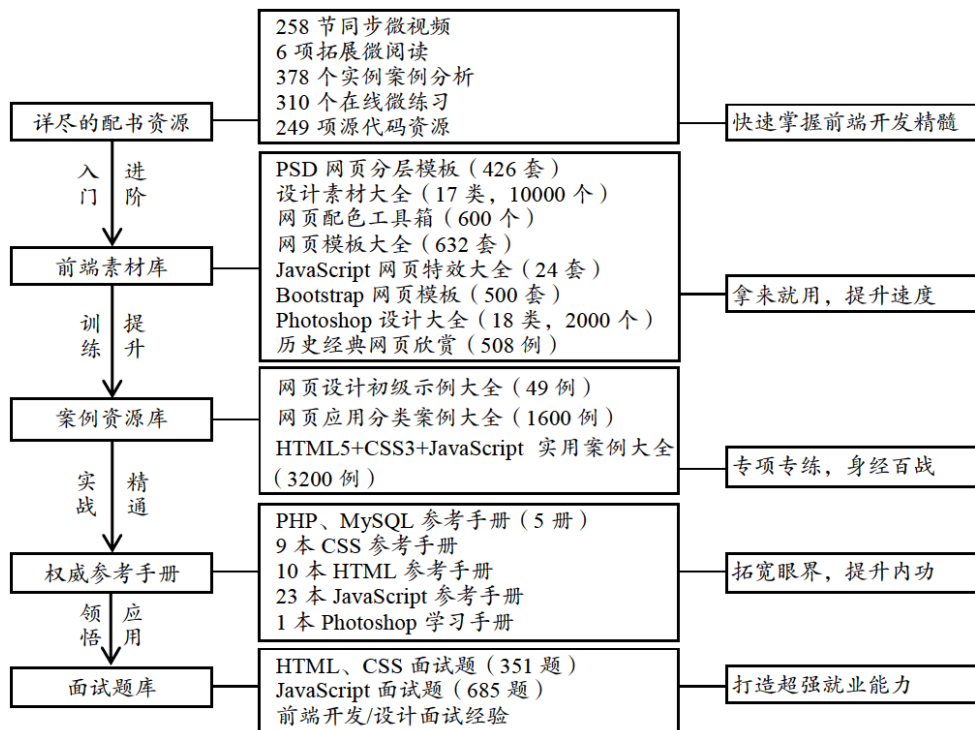 258 节同步微视频
6 项拓展微阅读
378 个实例案例分析
310 个在线微练习
249 项源代码资源
详尽的配书资源
快速掌握前端开发精髓
入门
进阶
PSD 网页分层模板（426 套）
设计素材大全（17 类，10000 个）
网页配色工具箱（600 个）
网页模板大全（632 套）
JavaScript 网页特效大全（24 套）
Bootstrap 网页模板（500 套）
Photoshop 设计大全（18 类，2000 个）
历史经典网页欣赏（508 例）
前端素材库
拿来就用，提升速度
训练
提升
网页设计初级示例大全（49 例）
网页应用分类案例大全（1600 例）
HTML5+CSS3+JavaScript 实用案例大全
（3200 例）
案例资源库
专项专练，身经百战
实战
精通
PHP、MySQL 参考手册（5 册）
9 本 CSS 参考手册
10 本 HTML 参考手册
23 本 JavaScript 参考手册
1 本 Photoshop 学习手册
权威参考手册
拓宽眼界，提升内功
领悟
应用
HTML、CSS 面试题（351 题）
JavaScript 面试题（685 题）
前端开发/设计面试经验
面试题库
打造超强就业能力